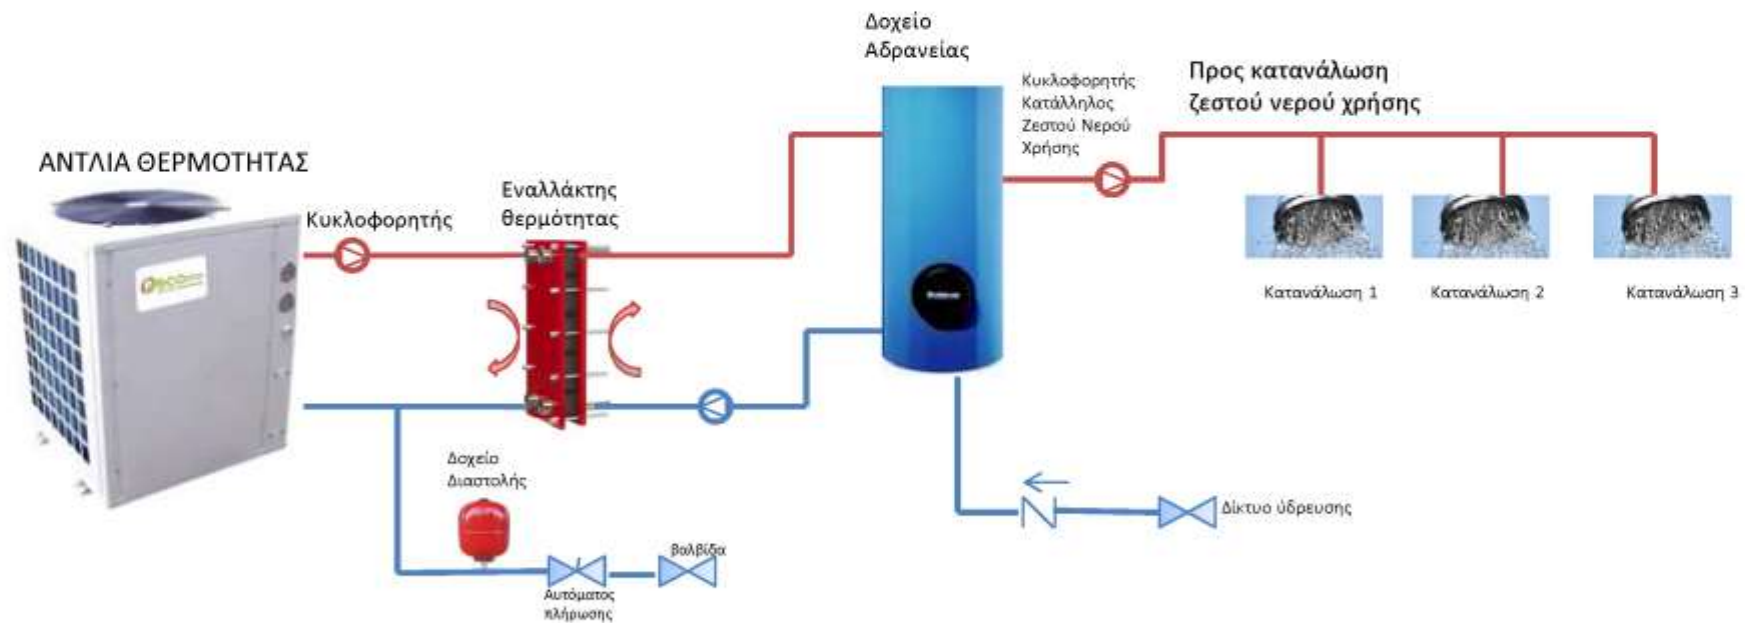 Δοχείο
Αδρανείας
Κυκλοφορητής
Κατάλληλος
Ζεστού Νερού
Χρήσης
Προς κατανάλωση
ζεστού νερού χρήσης
ΑΝΤΛΙΑ ΘΕΡΜΟΤΗΤΑΣ
Κυκλοφορητής
Εναλλάκτης
θερμότητας
Κατανάλωση 1
Κατανάλωση 2
Κατανάλωση 3
Δοχείο
Διαστολής
Δίκτυο ύδρευσης
βαλβίδα
Αυτόματος
πλήρωσης